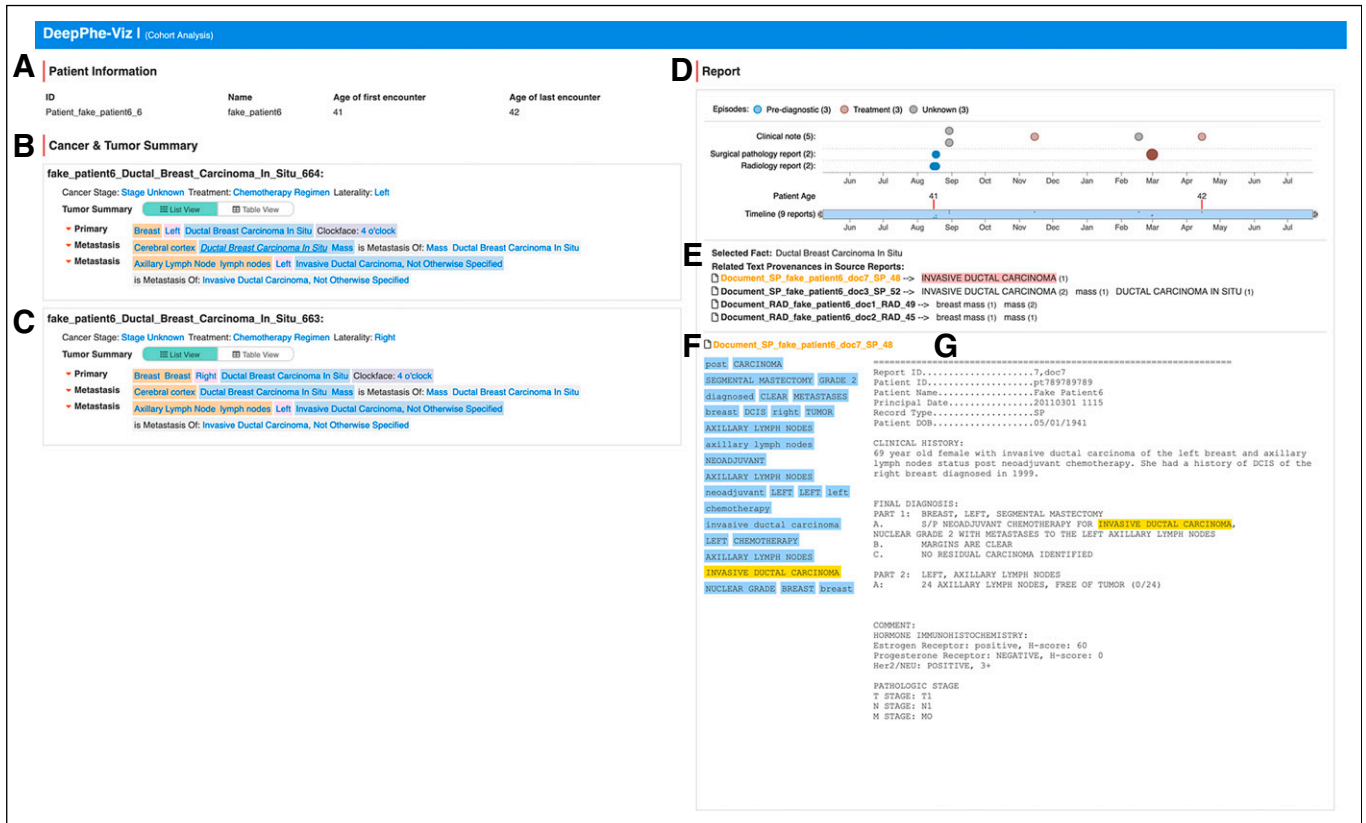 DeepPhe-Viz I (Cohort Analysis)
A
Patient Information
ID Name Age of first encounter Age of last encounter
Patient_fake_patient6_6 fake_patient6 41 42
B
Cancer & Tumor Summary
fake_patient6_Ductal_Breast_Carcinoma_In_Situ_664:
Cancer Stage: Stage Unknown Treatment: Chemotherapy Regimen Laterality: Left
Tumor Summary List View Table View
Primary Breast Left Ductal Breast Carcinoma In Situ Clockface: 4 o'clock
Metastasis Cerebral cortex Ductal Breast Carcinoma In Situ Mass is Metastasis Of: Mass Ductal Breast Carcinoma In Situ
Metastasis Axillary Lymph Node lymph nodes Left Invasive Ductal Carcinoma, Not Otherwise Specified
is Metastasis Of: Invasive Ductal Carcinoma, Not Otherwise Specified
C
fake_patient6_Ductal_Breast_Carcinoma_In_Situ_663:
Cancer Stage: Stage Unknown Treatment: Chemotherapy Regimen Laterality: Right
Tumor Summary List View Table View
Primary Breast Breast Right Ductal Breast Carcinoma In Situ Clockface: 4 o'clock
Metastasis Cerebral cortex Ductal Breast Carcinoma In Situ Mass is Metastasis Of: Mass Ductal Breast Carcinoma In Situ
Metastasis Axillary Lymph Node lymph nodes Left Invasive Ductal Carcinoma, Not Otherwise Specified
is Metastasis Of: Invasive Ductal Carcinoma, Not Otherwise Specified
D
Report
Episodes: Pre-diagnostic (3) Treatment (3) Unknown (3)
Clinical note (5):
Surgical pathology report (2):
Radiology report (2):
Jun Jul Aug Sep Oct Nov Dec Jan Feb Mar Apr May Jun Jul
Patient Age 41 42
Timeline (9 reports)
Jun Jul Aug Sep Oct Nov Dec Jan Feb Mar Apr May Jun Jul
E
Selected Fact: Ductal Breast Carcinoma In Situ
Related Text Provenances in Source Reports:
Document_SP_fake_patient6_doc7_SP_48 --> INVASIVE DUCTAL CARCINOMA (1)
Document_SP_fake_patient6_doc3_SP_52 --> INVASIVE DUCTAL CARCINOMA (2) mass (1) DUCTAL CARCINOMA IN SITU (1)
Document_RAD_fake_patient6_doc1_RAD_49 --> breast mass (1) mass (2)
Document_RAD_fake_patient6_doc2_RAD_45 --> breast mass (1) mass (1)
F
Document_SP_fake_patient6_doc7_SP_48
post CARCINOMA
SEGMENTAL MASTECTOMY GRADE 2
diagnosed CLEAR METASTASES
breast DCIS right TUMOR
AXILLARY LYMPH NODES
axillary lymph nodes
NEOADJUVANT
AXILLARY LYMPH NODES
neoadjuvant LEFT LEFT left
chemotherapy
invasive ductal carcinoma
LEFT CHEMOTHERAPY
AXILLARY LYMPH NODES
INVASIVE DUCTAL CARCINOMA
NUCLEAR GRADE BREAST breast
G
===================================================================
Report ID.....................7,doc7
Patient ID....................pt789789789
Patient Name..................Fake Patient6
Principal Date................20110301 1115
Record Type...................SP
Patient DOB...................05/01/1941
CLINICAL HISTORY:
69 year old female with invasive ductal carcinoma of the left breast and axillary
lymph nodes status post neoadjuvant chemotherapy. She had a history of DCIS of the
right breast diagnosed in 1999.
FINAL DIAGNOSIS:
PART 1: BREAST, LEFT, SEGMENTAL MASTECTOMY
A. S/P NEOADJUVANT CHEMOTHERAPY FOR INVASIVE DUCTAL CARCINOMA,
NUCLEAR GRADE 2 WITH METASTASES TO THE LEFT AXILLARY LYMPH NODES
B. MARGINS ARE CLEAR
C. NO RESIDUAL CARCINOMA IDENTIFIED
PART 2: LEFT, AXILLARY LYMPH NODES
A: 24 AXILLARY LYMPH NODES, FREE OF TUMOR (0/24)
COMMENT:
HORMONE IMMUNOHISTOCHEMISTRY:
Estrogen Receptor: positive, H-score: 60
Progesterone Receptor: NEGATIVE, H-score: 0
Her2/NEU: POSITIVE, 3+
PATHOLOGIC STAGE
T STAGE: T1
N STAGE: N1
M STAGE: MO